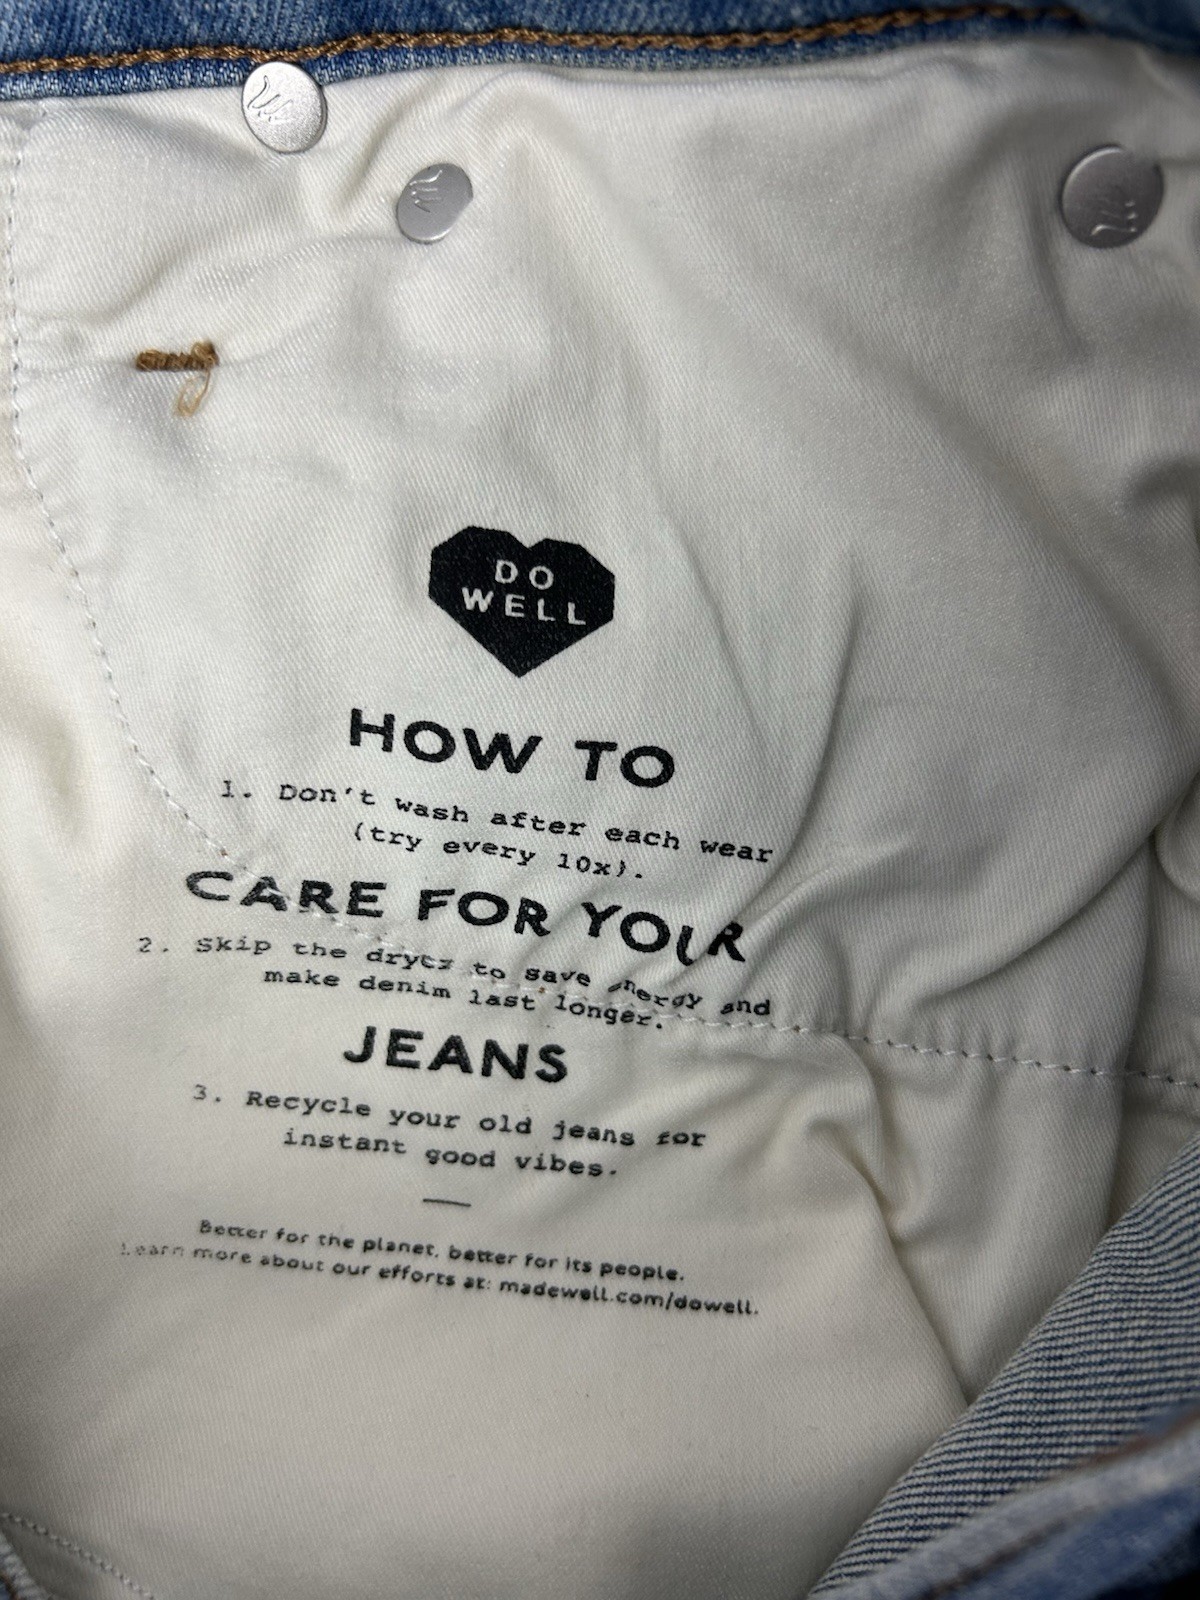 DO
WELL
HOW TO
1. Don't wash after each wear
(try every 10x).
CARE FOR YOUR
2. Skip the dryer to save energy and
make denim last longer.
JEANS
3. Recycle your old jeans for
instant good vibes.
Better for the planet, better for its people.
Learn more about our efforts at: madewell.com/dowell.